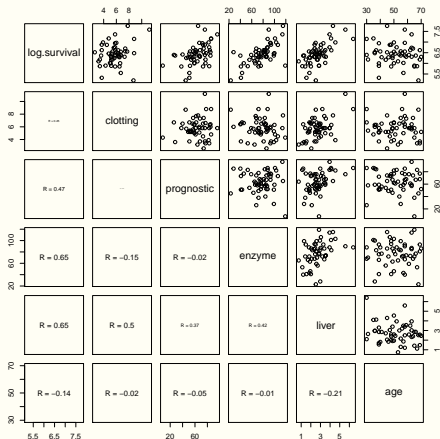 4 6 8
20 60 100
30 50 70
log.survival
5.5 6.5 7.5
4 6 8
clotting
R = 0.47
prognostic
20 60
20 60 100
R = 0.65
R = −0.15
R = −0.02
enzyme
R = 0.65
R = 0.5
R = 0.37
R = 0.42
liver
1 3 5
30 50 70
R = −0.14
R = −0.02
R = −0.05
R = −0.01
R = −0.21
age
5.5 6.5 7.5
20 60
1 3 5